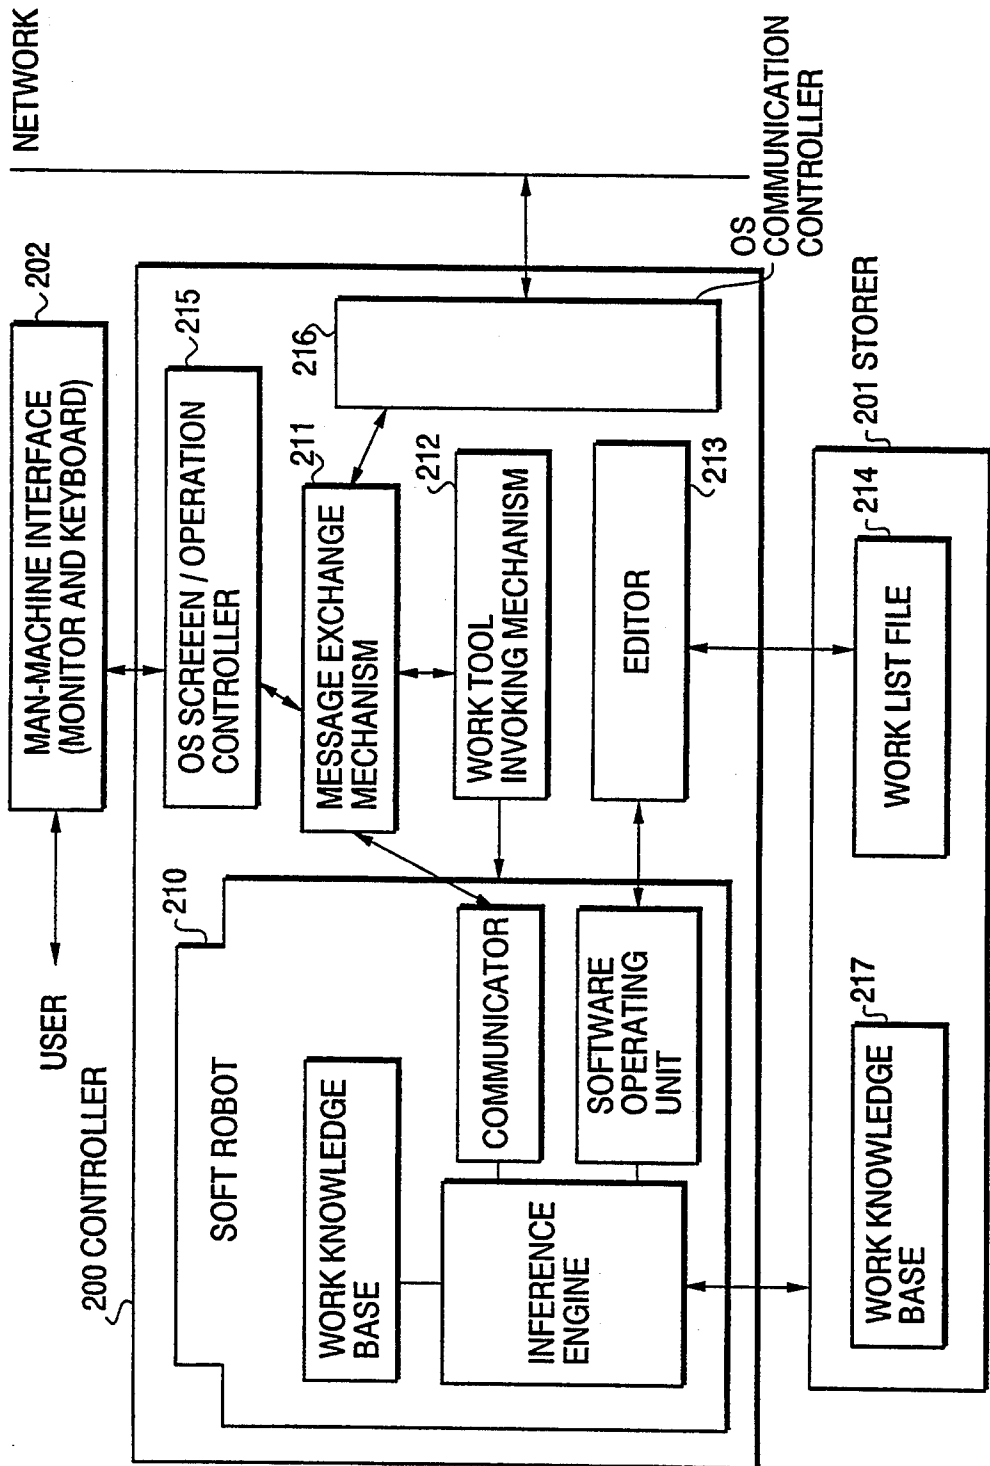 NETWORK
USER
MAN-MACHINE INTERFACE
(MONITOR AND KEYBOARD)
202
200 CONTROLLER
210
SOFT ROBOT
OS SCREEEN / OPERATION
CONTROLLER
215
WORK KNOWLEDGE
BASE
MESSAGE EXCHANGE
MECHANISM
211
216
COMMUNICATOR
WORK TOOL
INVOKING MECHANISM
212
INFERENCE
ENGINE
SOFTWARE
OPERATING
UNIT
EDITOR
213
OS
COMMUNICATION
CONTROLLER
201 STORER
WORK KNOWLEDGE
BASE
217
WORK LIST FILE
214